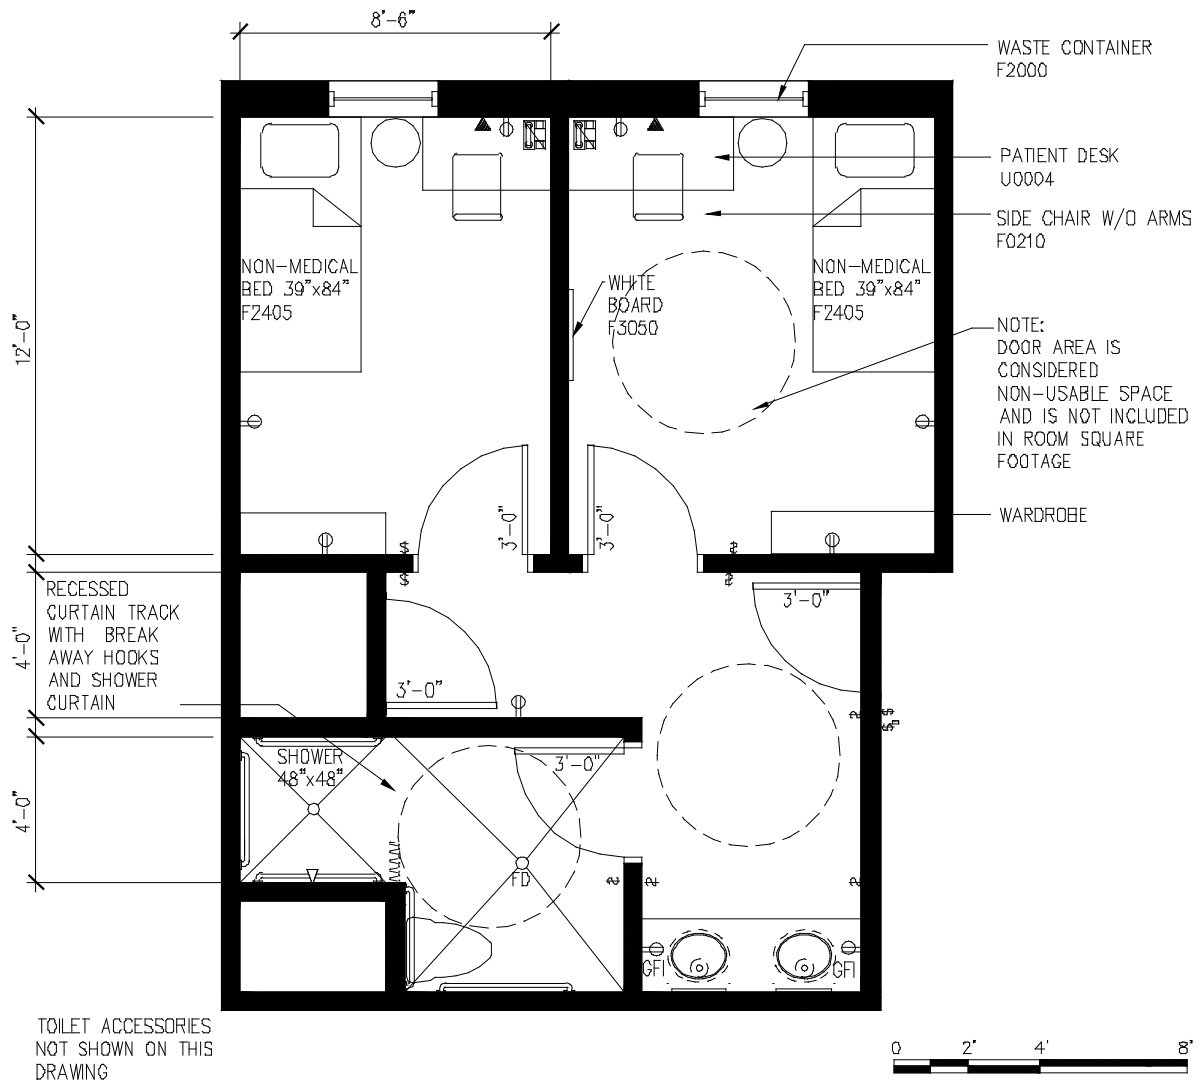 8'-6"
WASTE CONTAINER
F2000
PATIENT DESK
U0004
SIDE CHAIR W/O ARMS
F0210
NON-MEDICAL
BED 39"x84"
F2405
WHITE
BOARD
F3050
NON-MEDICAL
BED 39"x84"
F2405
12'-0"
NOTE:
DOOR AREA IS
CONSIDERED
NON-USABLE SPACE
AND IS NOT INCLUDED
IN ROOM SQUARE
FOOTAGE
3'-0"
3'-0"
WARDROBE
$
$
$
$
RECESSED
CURTAIN TRACK
WITH BREAK
AWAY HOOKS
AND SHOWER
CURTAIN
4'-0"
3'-0"
3'-0"
$
$
$
SHOWER
48"x48"
3'-0"
4'-0"
FD
$
$
$
GFI
GFI
TOILET ACCESSORIES
NOT SHOWN ON THIS
DRAWING
0 2' 4' 8'